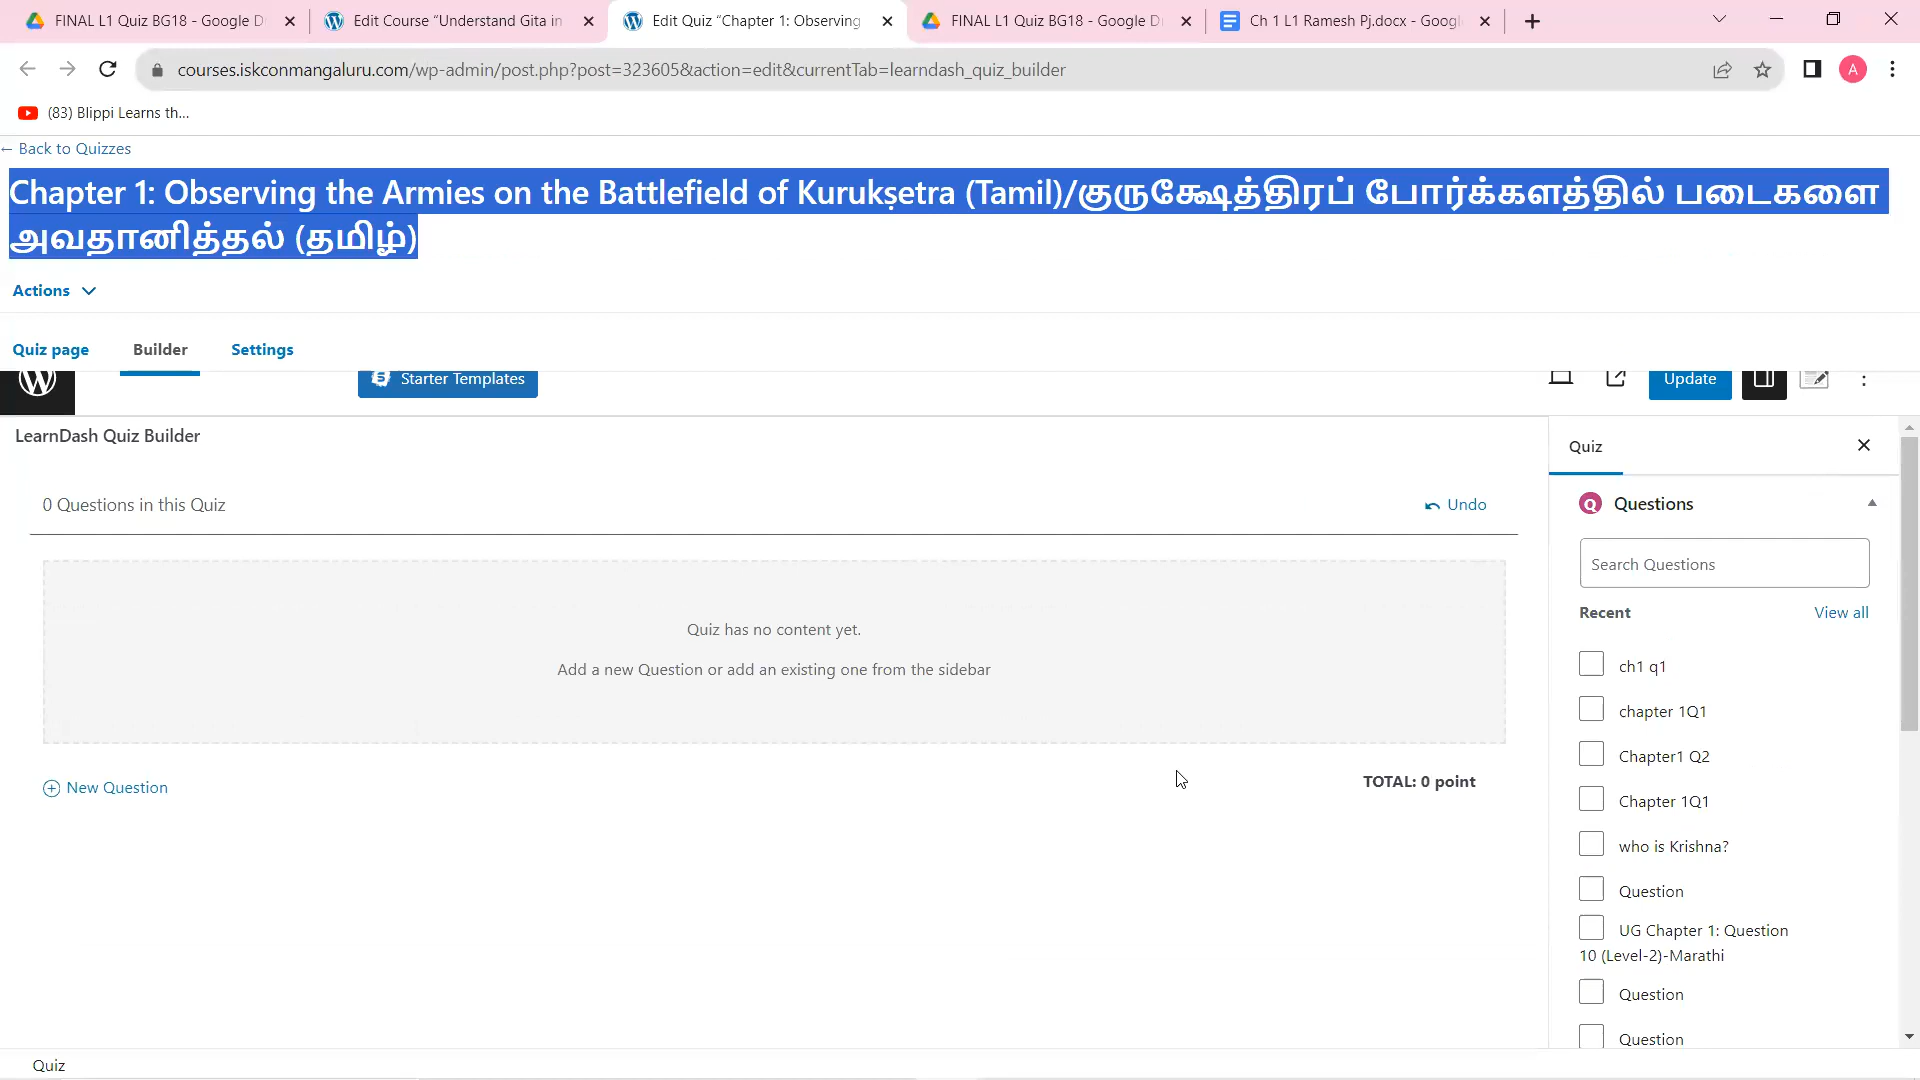 FINAL L1 Quiz BG18 - Google D
Edit Course “Understand Gita in
Edit Quiz “Chapter 1: Observing
FINAL L1 Quiz BG18 - Google Dr
Ch 1 L1 Ramesh Pj.docx - Googl
courses.iskconmangaluru.com/wp-admin/post.php?post=323605&action=edit&currentTab=learndash_quiz_builder
A
(83) Blippi Learns th...
← Back to Quizzes
Chapter 1: Observing the Armies on the Battlefield of Kurukṣetra (Tamil)/குருக்ஷேத்திரப் போர்க்களத்தில் படைகளை
அவதானித்தல் (தமிழ்)
Actions
Quiz page Builder Settings
Starter Templates
Update
LearnDash Quiz Builder
Quiz
0 Questions in this Quiz
Undo
Questions
Search Questions
Quiz has no content yet.
Add a new Question or add an existing one from the sidebar
Recent View all
ch1 q1
chapter 1Q1
Chapter1 Q2
New Question
TOTAL: 0 point
Chapter 1Q1
who is Krishna?
Question
UG Chapter 1: Question
10 (Level-2)-Marathi
Question
Question
Quiz